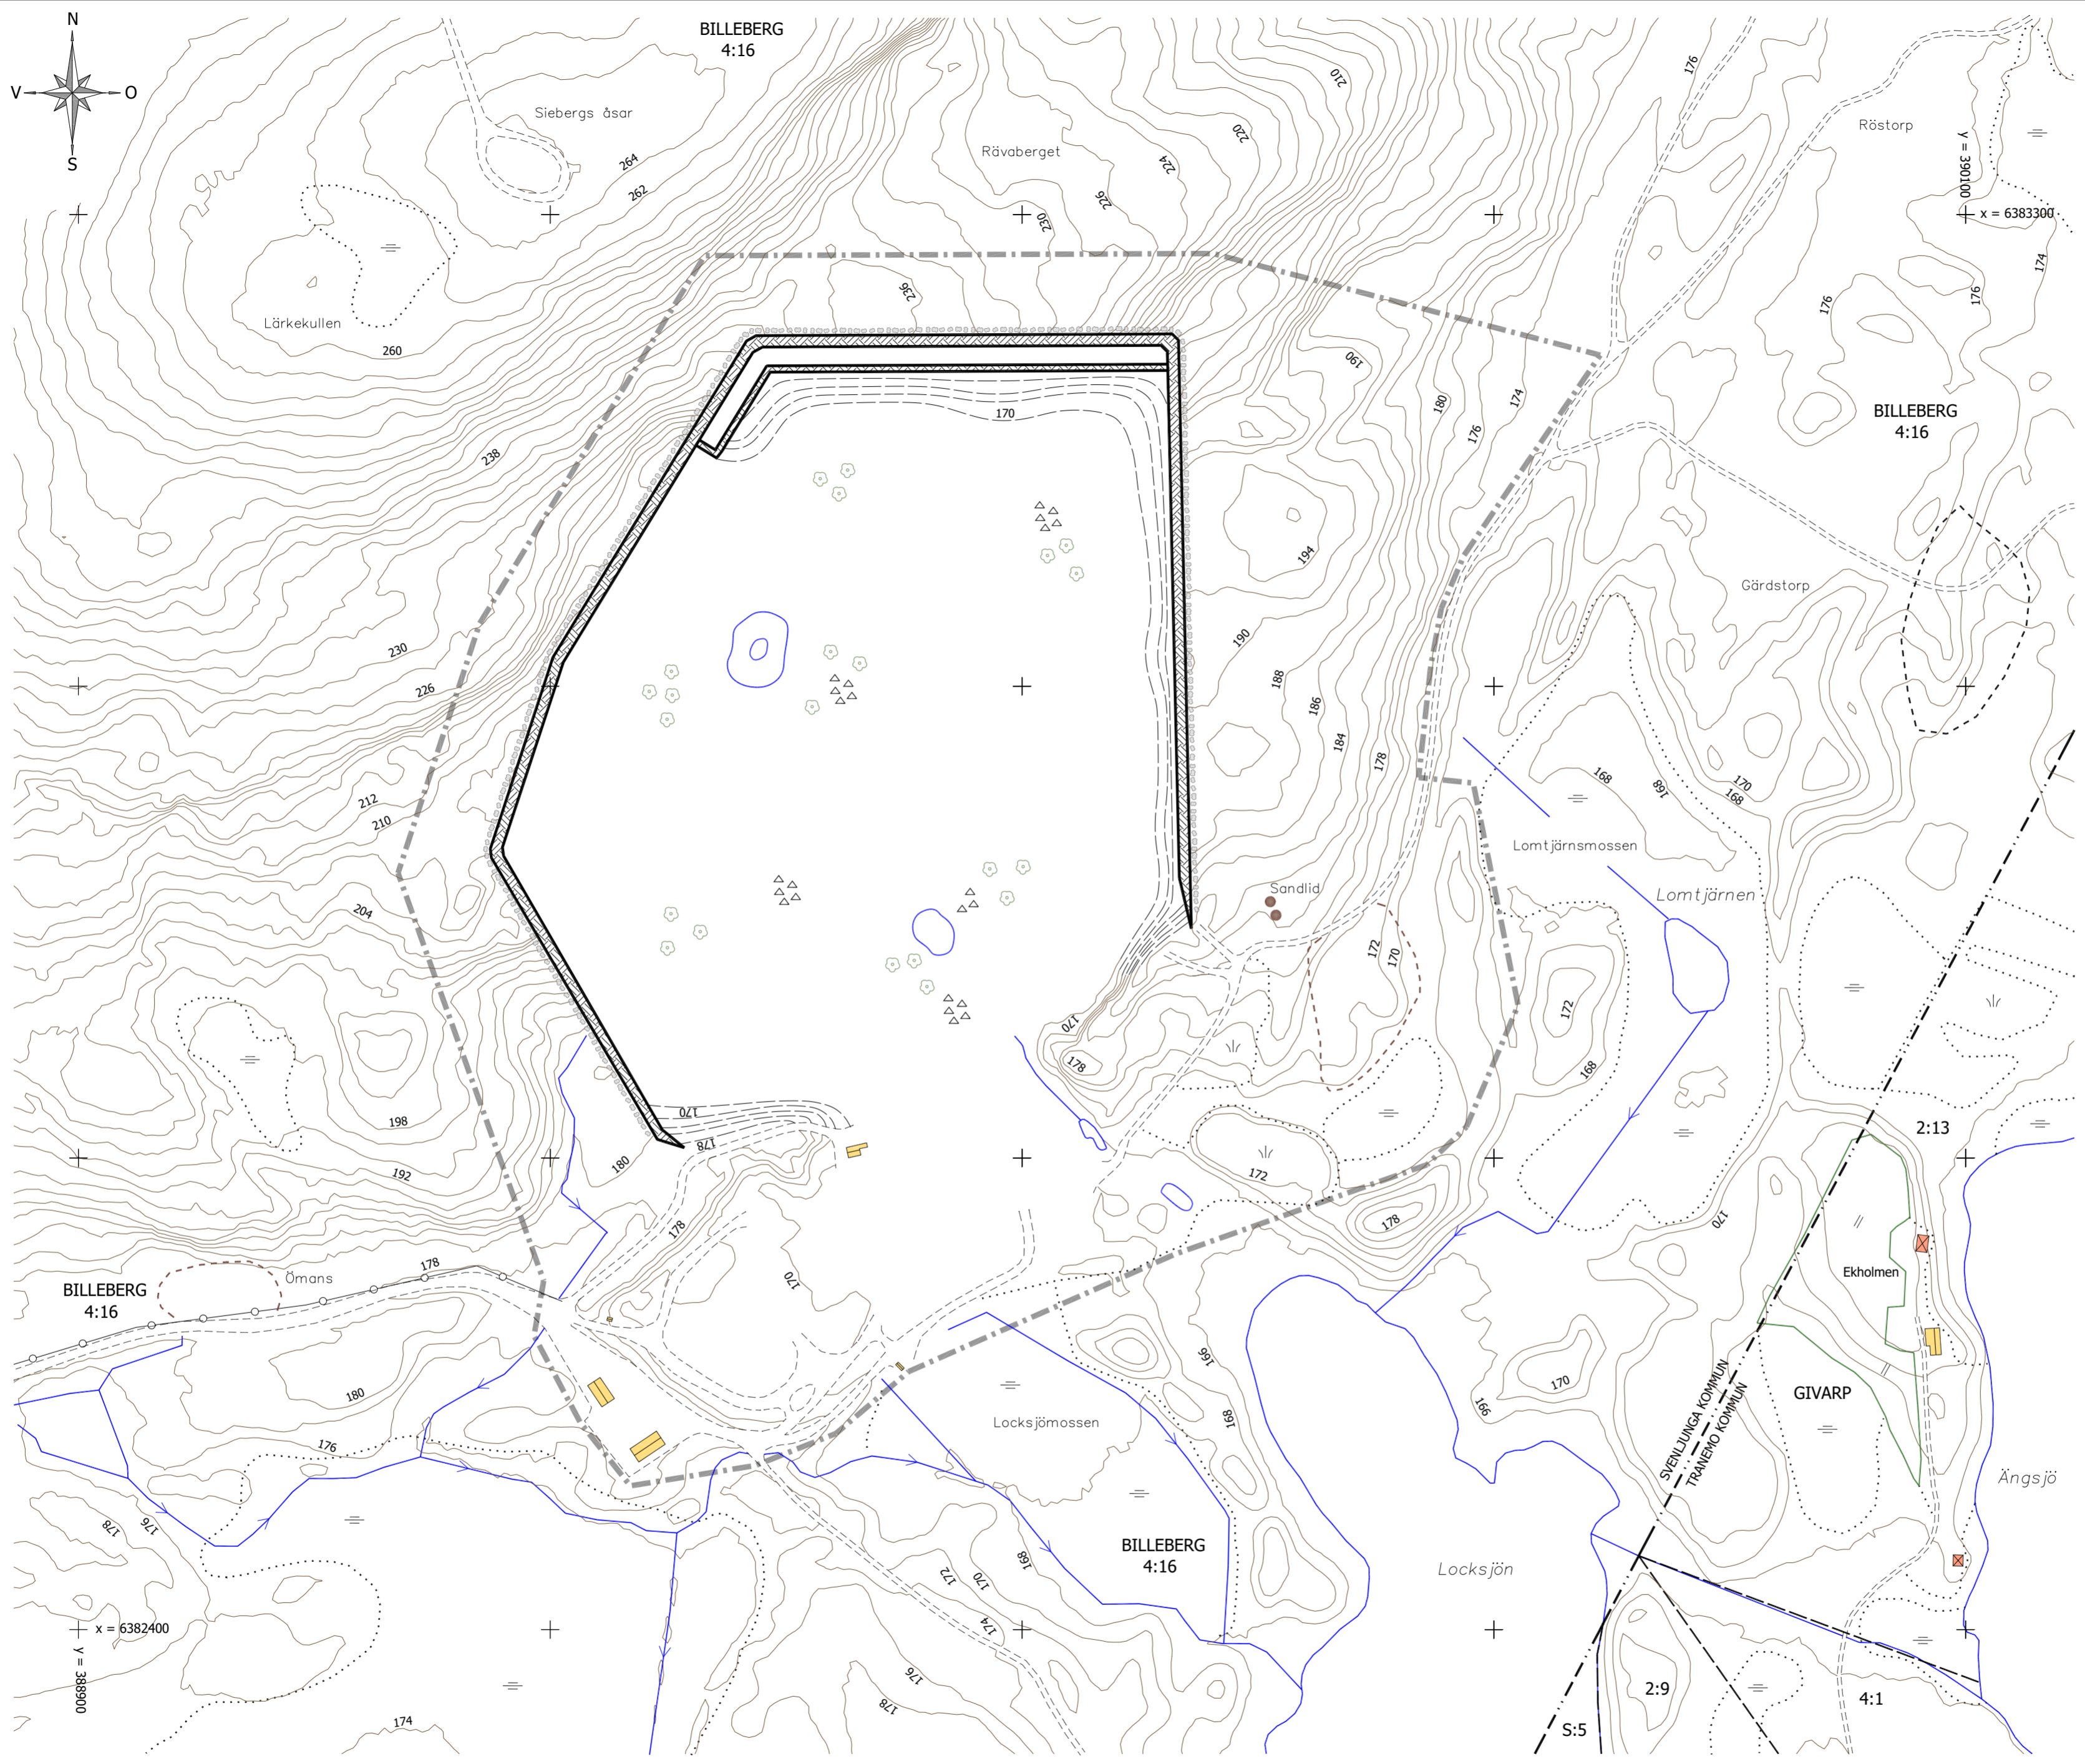 N
BILLEBERG
4:16
V
O
S
Siebergs åsar
Rävaberget
Röstorp
176
210
220
224
264
262
226
230
y = 390100
x = 6383300
174
176
176
236
Lärkekullen
260
190
180
174
176
170
BILLEBERG
4:16
238
194
Gärdstorp
190
230
226
188
186
184
178
168
168
170
168
212
210
Lomtjärnsmossen
Lomtjärnen
Sandlid
204
172
170
172
170
178
168
198
170
178
180
192
172
2:13
178
178
170
170
Ekholmen
Ömans
178
BILLEBERG
4:16
170
166
170
180
168
166
GIVARP
SVENLJUNGA KOMMUN
TRANEMO KOMMUN
Locksjömossen
176
Ängsjö
178
176
BILLEBERG
4:16
172
170
168
Locksjön
174
x = 6382400
y = 388900
176
178
174
2:9
4:1
S:5